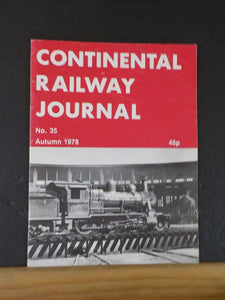 CONTINENTAL
RAILWAY
JOURNAL
No. 35
Autumn 1978
45p